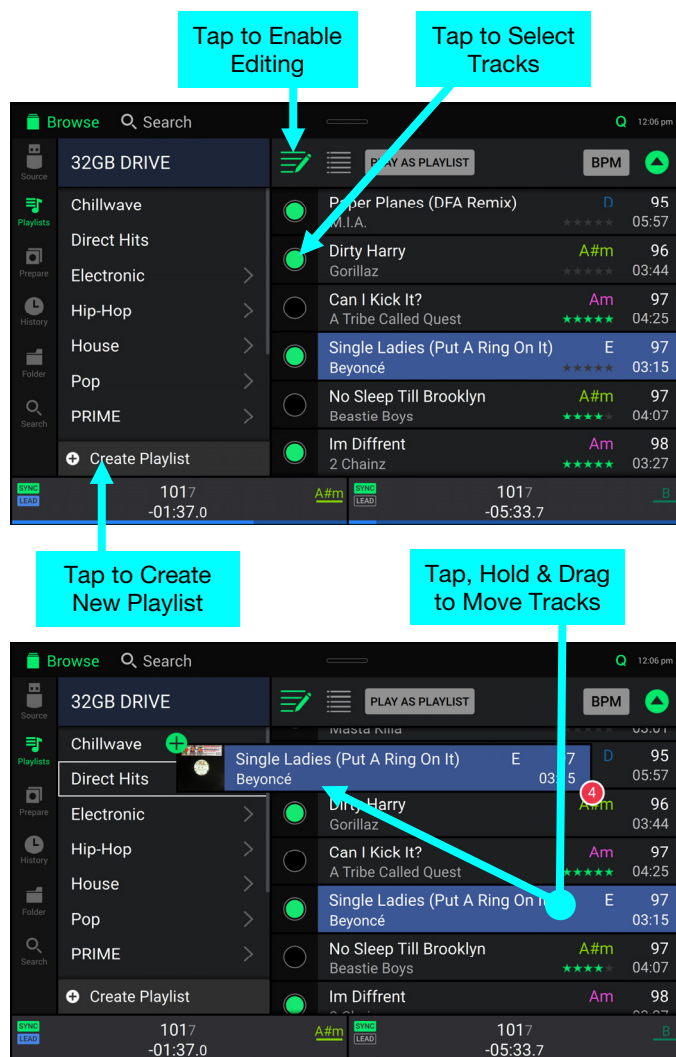 Tap to Enable
Editing
Tap to Select
Tracks
Browse
Search
Q
12:06 pm
Source
32GB DRIVE
PLAY AS PLAYLIST
BPM
Playlists
Prepare
History
Folder
Search
Chillwave
Direct Hits
Electronic
Hip-Hop
House
Pop
PRIME
Create Playlist
Paper Planes (DFA Remix) D 95
M.I.A. 05:57
Dirty Harry A#m 96
Gorillaz 03:44
Can I Kick It? Am 97
A Tribe Called Quest 04:25
Single Ladies (Put A Ring On It) E 97
Beyoncé 03:15
No Sleep Till Brooklyn A#m 97
Beastie Boys 04:07
Im Diffrent Am 98
2 Chainz 03:27
SYNC
LEAD
1017
-01:37.0
A#m
SYNC
LEAD
1017
-05:33.7
B
Tap to Create
New Playlist
Tap, Hold & Drag
to Move Tracks
Browse
Search
Q
12:06 pm
Source
32GB DRIVE
PLAY AS PLAYLIST
BPM
Playlists
Prepare
History
Folder
Search
Chillwave
Direct Hits
Electronic
Hip-Hop
House
Pop
PRIME
Create Playlist
Masta Killa
Single Ladies (Put A Ring On It) E
Beyoncé
4
D 95
05:57
Dirty Harry A#m 96
Gorillaz 03:44
Can I Kick It? Am 97
A Tribe Called Quest 04:25
Single Ladies (Put A Ring On E 97
Beyoncé 03:15
No Sleep Till Brooklyn A#m 97
Beastie Boys 04:07
Im Diffrent Am 98
SYNC
LEAD
1017
-01:37.0
A#m
SYNC
LEAD
1017
-05:33.7
B